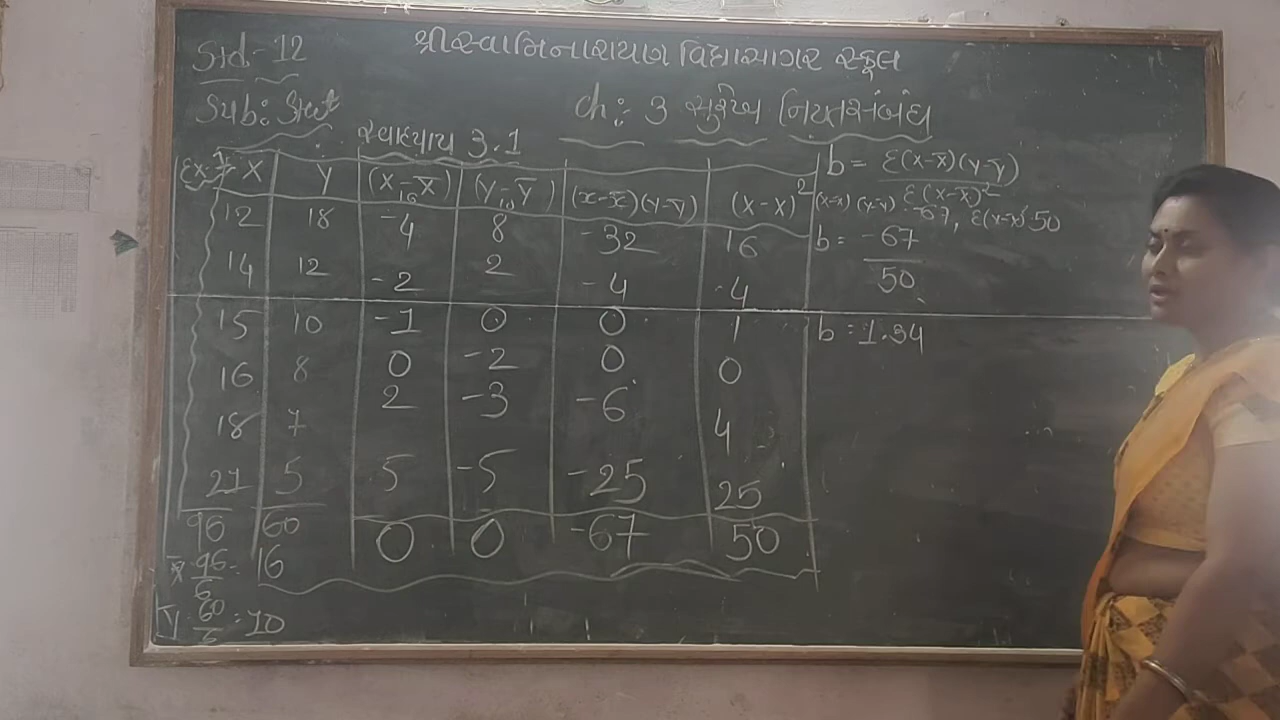 Std-12
શ્રી સ્વામિનારાયણ વિદ્યાસાગર સ્કૂલ
Sub: Stat
ch: 3 સુરેખ નિયતસંબંધ
સ્વાધ્યાય 3.1
Ex-1 X Y (X-X̄) (Y-Ȳ) (x-x̄)(y-ȳ) (x-x)²
16 10
12 18 -4 8 -32 16
14 12 -2 2 -4 4
15 10 -1 0 0 1
16 8 0 -2 0 0
18 7 2 -3 -6 4
21 5 5 -5 -25 25
96 60 0 0 -67 50
x̄ 96/6 = 16
ȳ 60/6 = 10
b = Σ(x-x̄)(y-ȳ)
Σ(x-x̄)²
(x-x) (y-y) -67, Σ(x-x)² 50
b = -67
50
b = 1.34